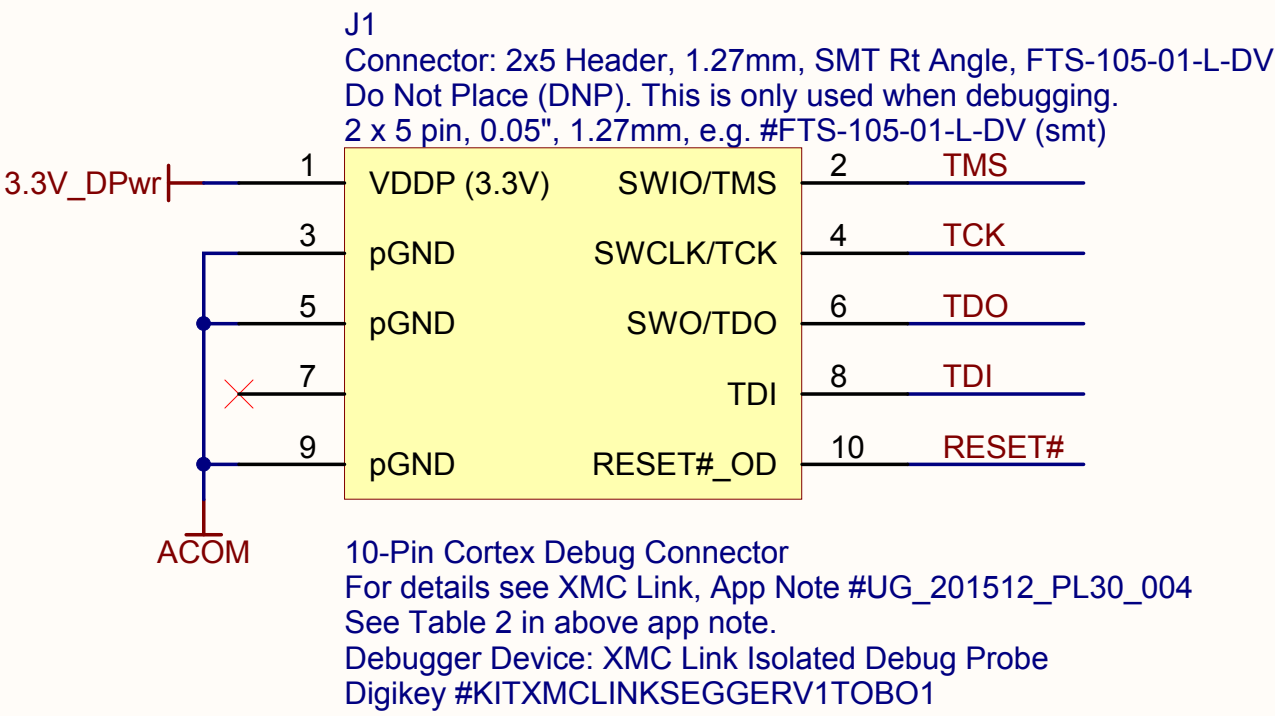 J1
Connector: 2x5 Header, 1.27mm, SMT Rt Angle, FTS-105-01-L-DV
Do Not Place (DNP). This is only used when debugging.
2 x 5 pin, 0.05", 1.27mm, e.g. #FTS-105-01-L-DV (smt)
3.3V_DPwr 1 VDDP (3.3V) SWIO/TMS 2 TMS
3 pGND SWCLK/TCK 4 TCK
5 pGND SWO/TDO 6 TDO
7 TDI 8 TDI
9 pGND RESET#_OD 10 RESET#
ACOM
10-Pin Cortex Debug Connector
For details see XMC Link, App Note #UG_201512_PL30_004
See Table 2 in above app note.
Debugger Device: XMC Link Isolated Debug Probe
Digikey #KITXMCLINKSEGGERV1TOBO1